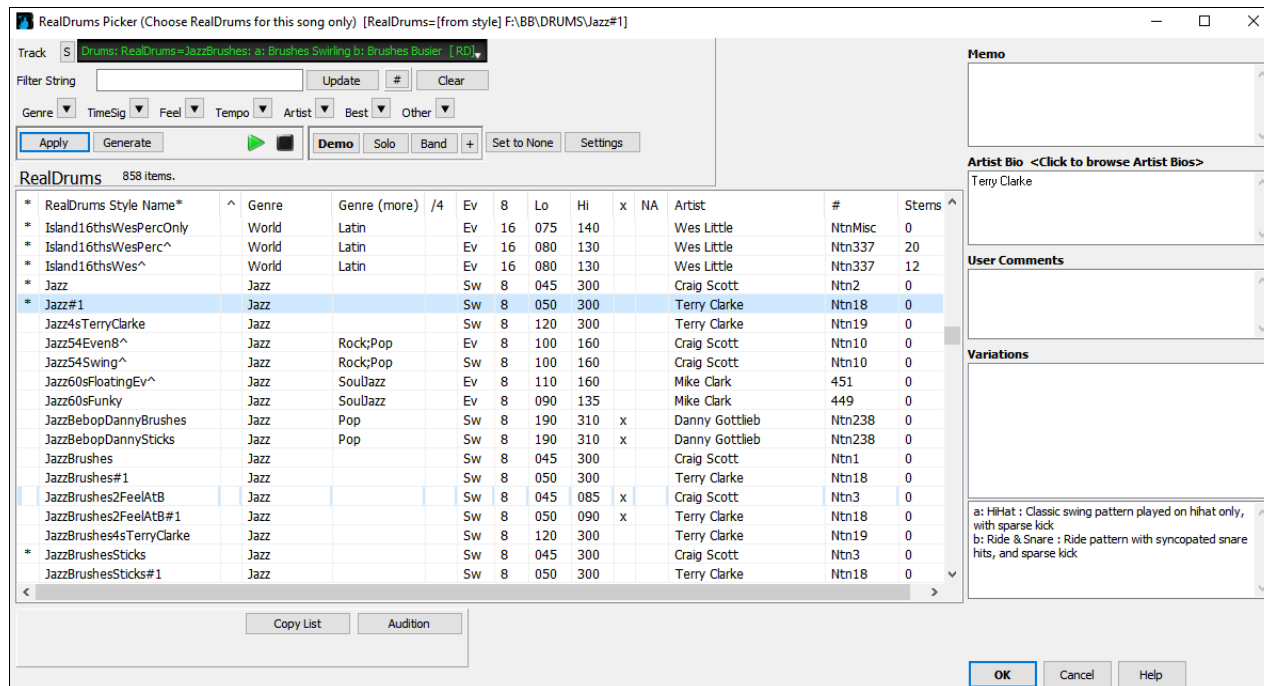 RealDrums Picker (Choose RealDrums for this song only) [RealDrums=[from style] F:\BB\DRUMS\Jazz#1]
Track S Drums: RealDrums=JazzBrushes: a: Brushes Swirling b: Brushes Busier [ RD]
Filter String Update # Clear
Genre TimeSig Feel Tempo Artist Best Other
Apply Generate Demo Solo Band + Set to None Settings
RealDrums 858 items.
* RealDrums Style Name* ^ Genre Genre (more) /4 Ev 8 Lo Hi x NA Artist # Stems
* Island16thsWesPercOnly World Latin Ev 16 075 140 Wes Little NtnMisc 0
* Island16thsWesPerc^ World Latin Ev 16 080 130 Wes Little Ntn337 20
* Island16thsWes^ World Latin Ev 16 080 130 Wes Little Ntn337 12
* Jazz Jazz Sw 8 045 300 Craig Scott Ntn2 0
* Jazz#1 Jazz Sw 8 050 300 Terry Clarke Ntn18 0
Jazz4sTerryClarke Jazz Sw 8 120 300 Terry Clarke Ntn19 0
Jazz54Even8^ Jazz Rock;Pop Ev 8 100 160 Craig Scott Ntn10 0
Jazz54Swing^ Jazz Rock;Pop Sw 8 100 160 Craig Scott Ntn10 0
Jazz60sFloatingEv^ Jazz SoulJazz Ev 8 110 160 Mike Clark 451 0
Jazz60sFunky Jazz SoulJazz Ev 8 090 135 Mike Clark 449 0
JazzBebopDannyBrushes Jazz Pop Sw 8 190 310 x Danny Gottlieb Ntn238 0
JazzBebopDannySticks Jazz Pop Sw 8 190 310 x Danny Gottlieb Ntn238 0
JazzBrushes Jazz Sw 8 045 300 Craig Scott Ntn1 0
JazzBrushes#1 Jazz Sw 8 050 300 Terry Clarke Ntn18 0
JazzBrushes2FeelAtB Jazz Sw 8 045 085 x Craig Scott Ntn3 0
JazzBrushes2FeelAtB#1 Jazz Sw 8 050 090 x Terry Clarke Ntn18 0
JazzBrushes4sTerryClarke Jazz Sw 8 120 300 Terry Clarke Ntn19 0
* JazzBrushesSticks Jazz Sw 8 045 300 Craig Scott Ntn3 0
JazzBrushesSticks#1 Jazz Sw 8 050 300 Terry Clarke Ntn18 0
Copy List Audition
Memo
Artist Bio <Click to browse Artist Bios>
Terry Clarke
User Comments
Variations
a: HiHat : Classic swing pattern played on hihat only,
with sparse kick
b: Ride & Snare : Ride pattern with syncopated snare
hits, and sparse kick
OK Cancel Help